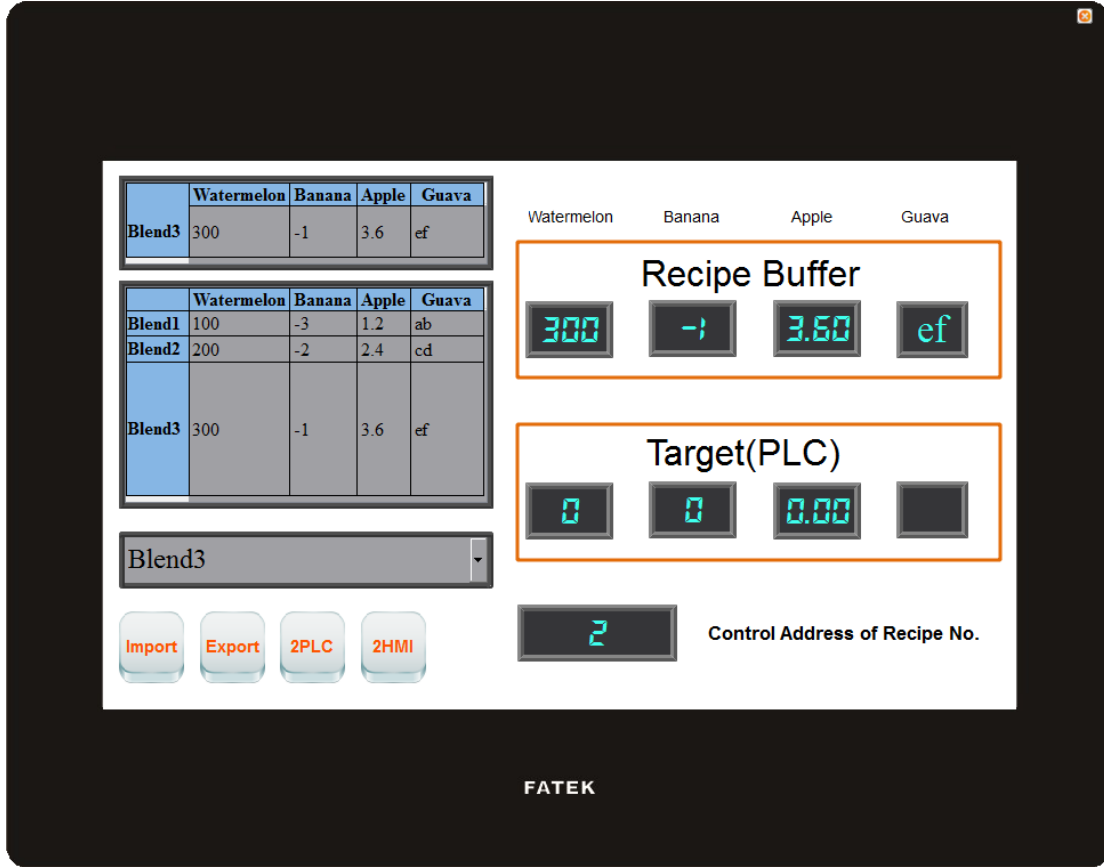 Watermelon Banana Apple Guava
Blend3 300 -1 3.6 ef
Watermelon Banana Apple Guava
Blend1 100 -3 1.2 ab
Blend2 200 -2 2.4 cd
Blend3 300 -1 3.6 ef
Blend3
Import Export 2PLC 2HMI
Watermelon Banana Apple Guava
Recipe Buffer
300 -1 3.60 ef
Target(PLC)
0 0 0.00
2 Control Address of Recipe No.
FATEK